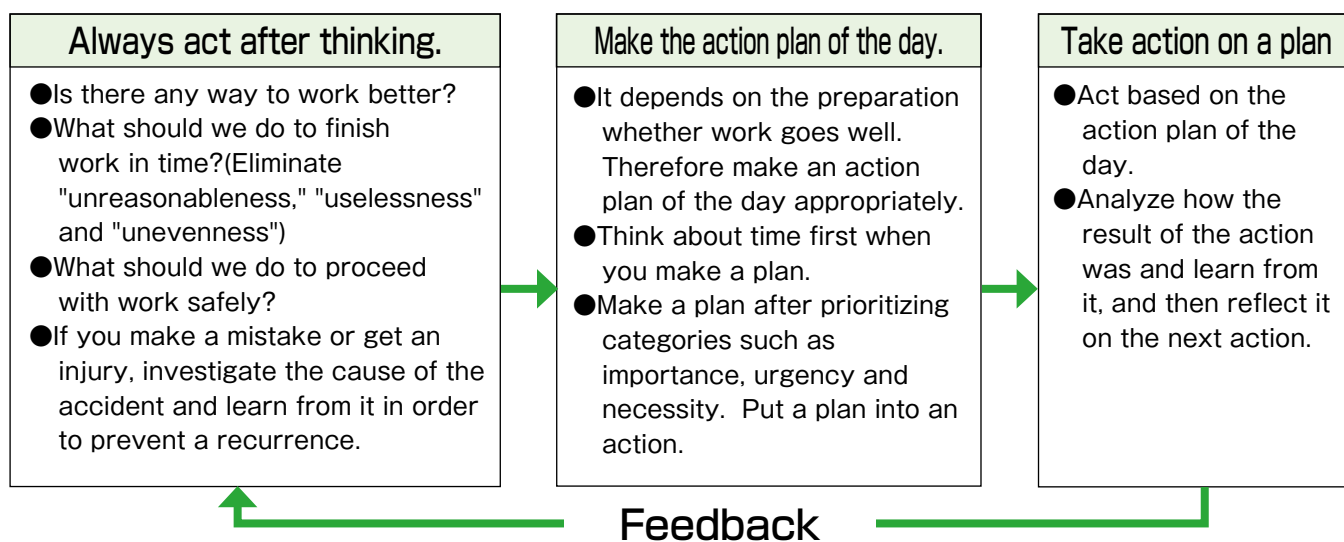 Always act after thinking.
●Is there any way to work better?
●What should we do to finish
work in time?(Eliminate
"unreasonableness," "uselessness"
and "unevenness")
●What should we do to proceed
with work safely?
●If you make a mistake or get an
injury, investigate the cause of the
accident and learn from it in order
to prevent a recurrence.
Make the action plan of the day.
●It depends on the preparation
whether work goes well.
Therefore make an action
plan of the day appropriately.
●Think about time first when
you make a plan.
●Make a plan after prioritizing
categories such as
importance, urgency and
necessity.  Put a plan into an
action.
Take action on a plan
●Act based on the
action plan of the
day.
●Analyze how the
result of the action
was and learn from
it, and then reflect it
on the next action.
Feedback